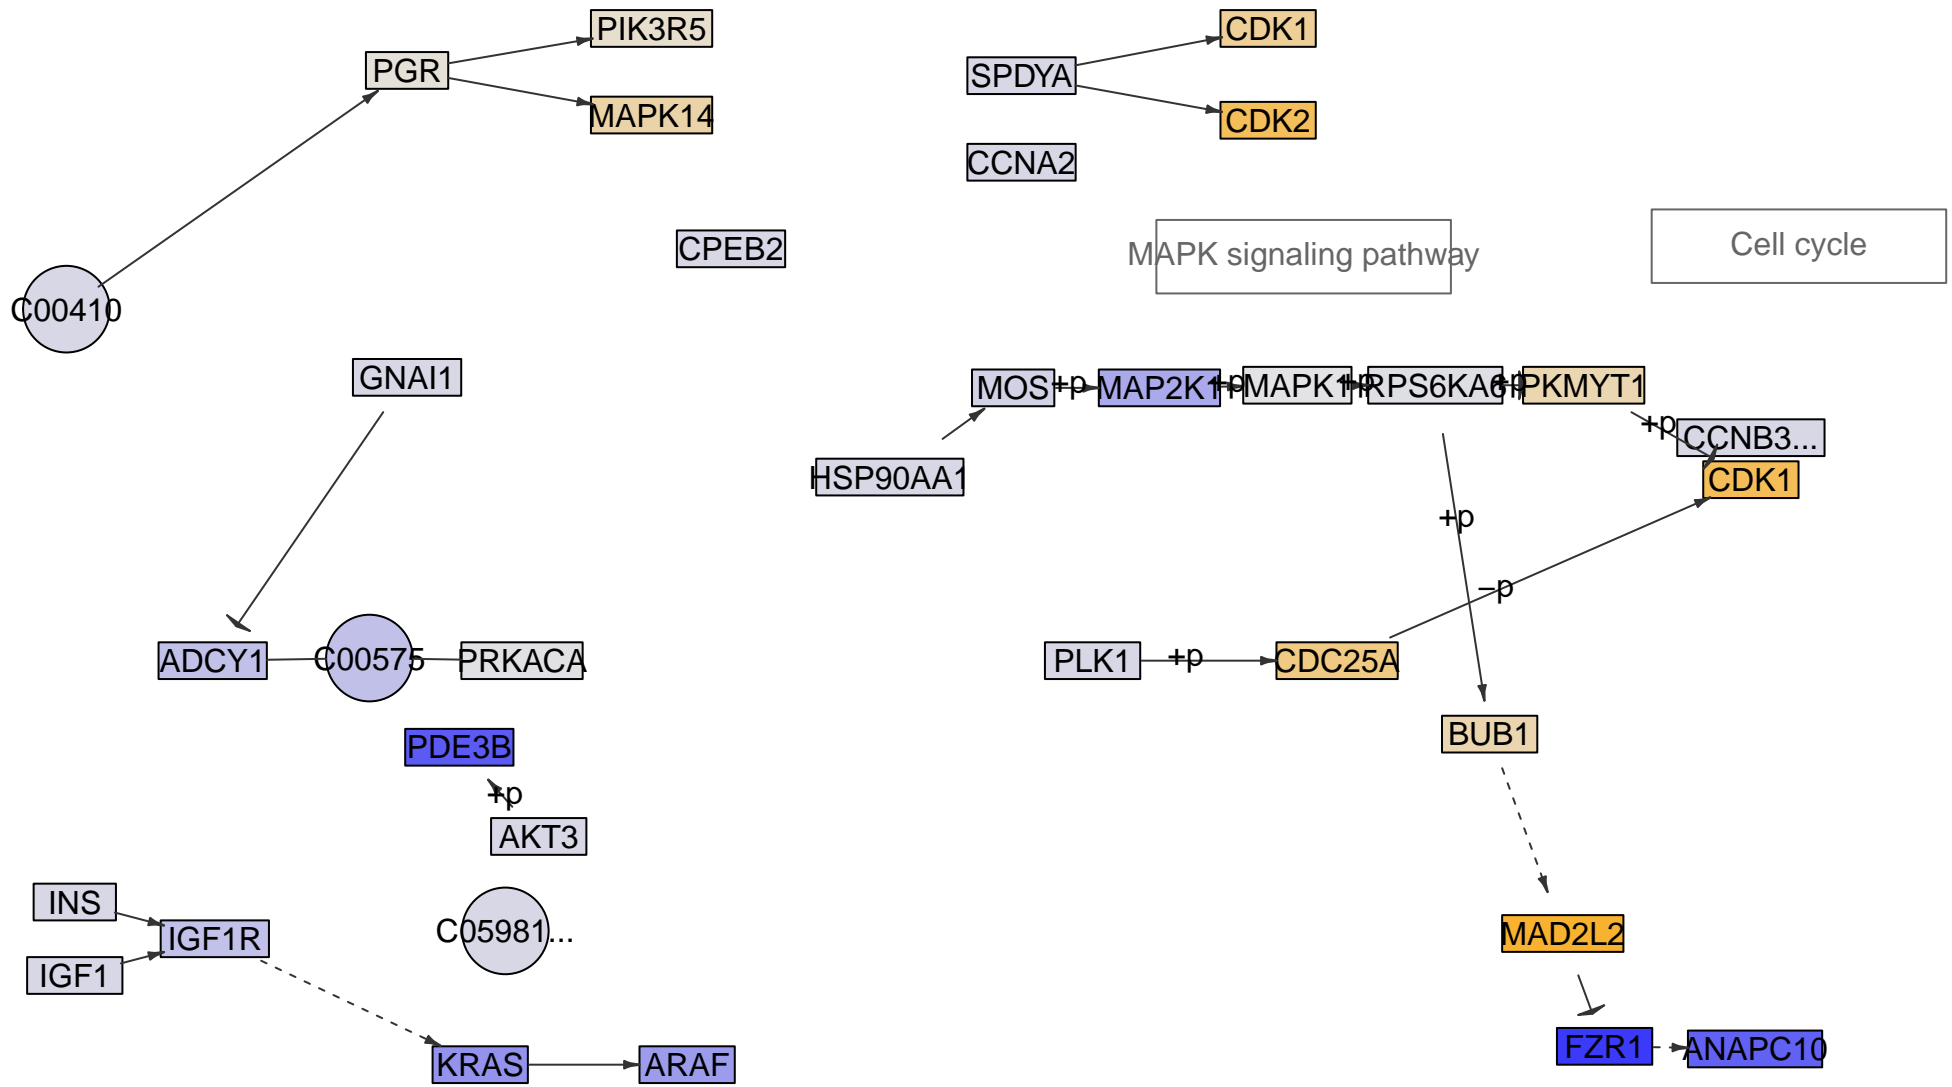 PIK3R5
CDK1
PGR
SPDYA
MAPK14
CDK2
CCNA2
CPEB2
MAPK signaling pathway
Cell cycle
C00410
GNAI1
MOS
+p
MAP2K1
+p
MAPK1
+p
RPS6KA6
+p
PKMYT1
+p
CCNB3...
HSP90AA1
CDK1
+p
−p
ADCY1
C00575
PRKACA
PLK1
+p
CDC25A
BUB1
PDE3B
+p
AKT3
INS
IGF1R
C05981...
MAD2L2
IGF1
KRAS
ARAF
FZR1
ANAPC10